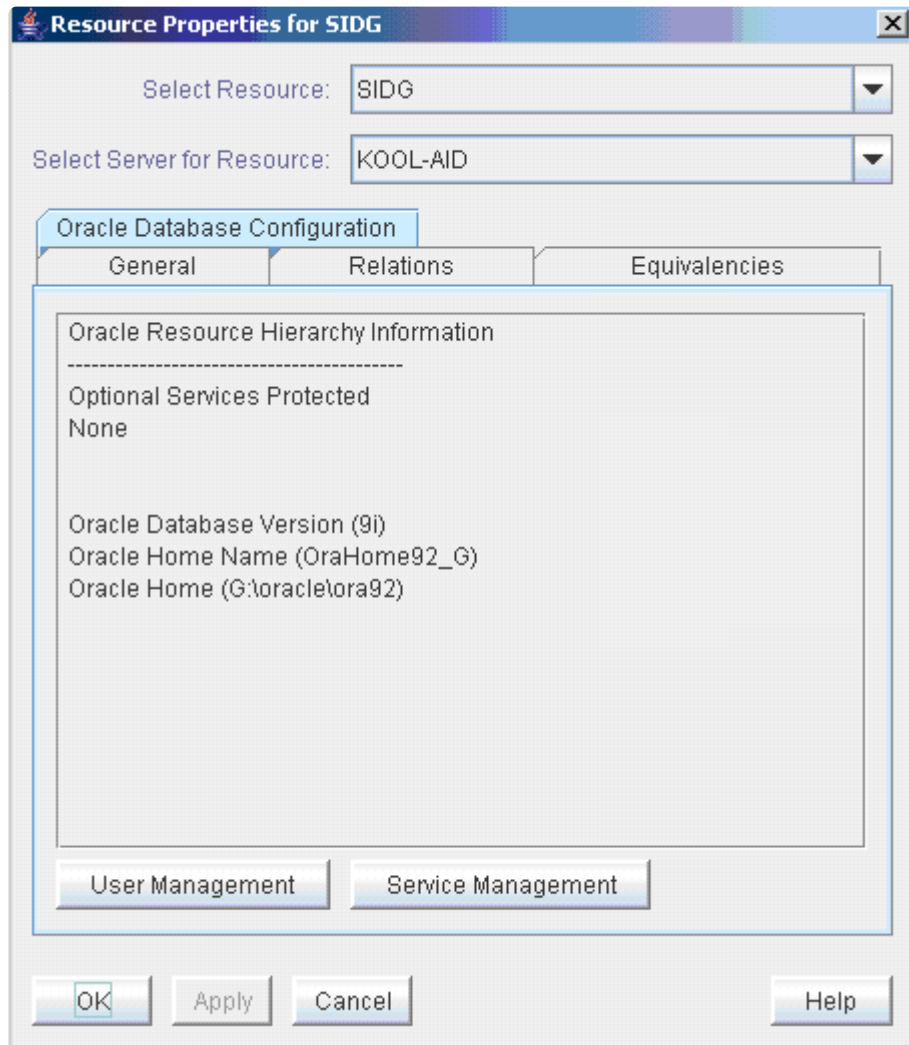 Resource Properties for SIDG
Select Resource: SIDG
Select Server for Resource: KOOL-AID
Oracle Database Configuration
General Relations Equivalencies
Oracle Resource Hierarchy Information
------------------------------------------
Optional Services Protected
None
Oracle Database Version (9i)
Oracle Home Name (OraHome92_G)
Oracle Home (G:\oracle\ora92)
User Management Service Management
OK Apply Cancel Help